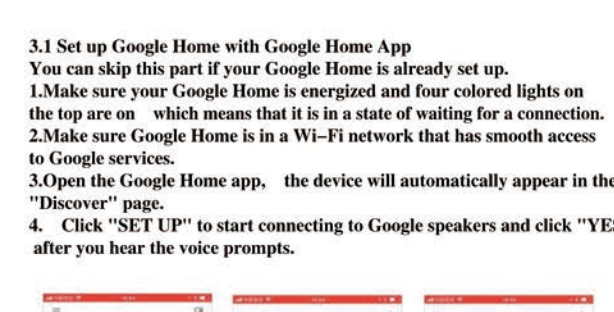 3.1 Set up Google Home with Google Home App
You can skip this part if your Google Home is already set up.
1.Make sure your Google Home is energized and four colored lights on
the top are on which means that it is in a state of waiting for a connection.
2.Make sure Google Home is in a Wi-Fi network that has smooth access
to Google services.
3.Open the Google Home app, the device will automatically appear in the
"Discover" page.
4. Click "SET UP" to start connecting to Google speakers and click "YES
after you hear the voice prompts.